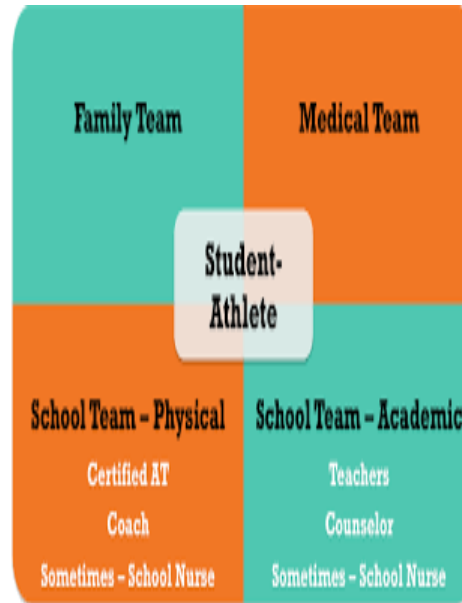 Family Team
Medical Team
Student-
Athlete
School Team – Physical
Certified AT
Coach
Sometimes – School Nurse
School Team – Academic
Teachers
Counselor
Sometimes – School Nurse